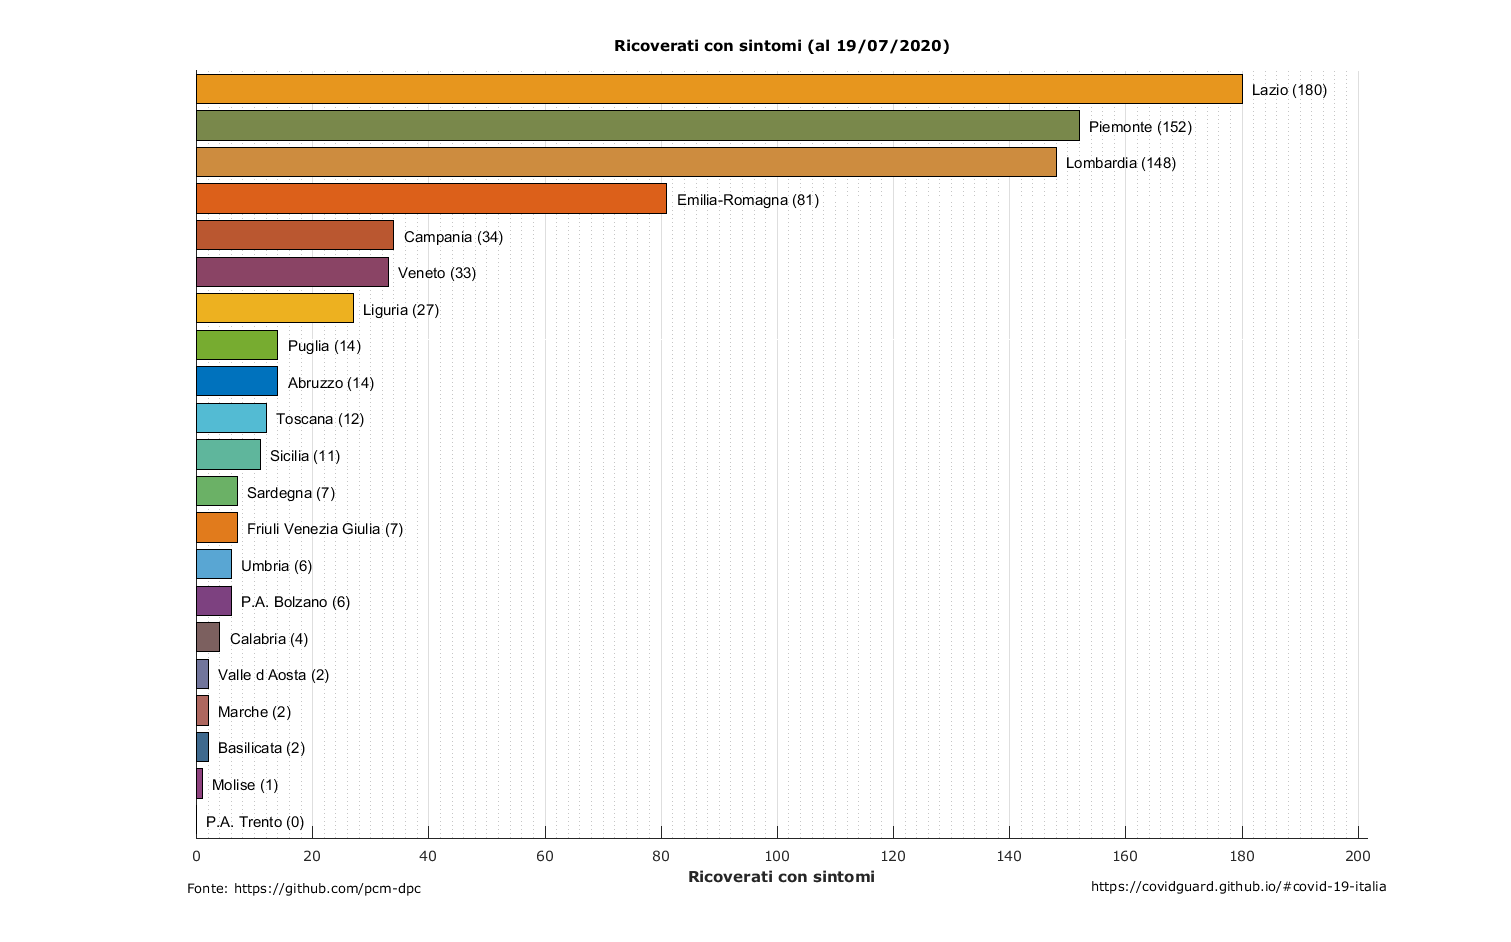 Ricoverati con sintomi (al 19/07/2020)
Lazio (180)
Piemonte (152)
Lombardia (148)
Emilia-Romagna (81)
Campania (34)
Veneto (33)
Liguria (27)
Puglia (14)
Abruzzo (14)
Toscana (12)
Sicilia (11)
Sardegna (7)
Friuli Venezia Giulia (7)
Umbria (6)
P.A. Bolzano (6)
Calabria (4)
Valle d Aosta (2)
Marche (2)
Basilicata (2)
Molise (1)
P.A. Trento (0)
0 20 40 60 80 100 120 140 160 180 200
Ricoverati con sintomi
Fonte: https://github.com/pcm-dpc
https://covidguard.github.io/#covid-19-italia